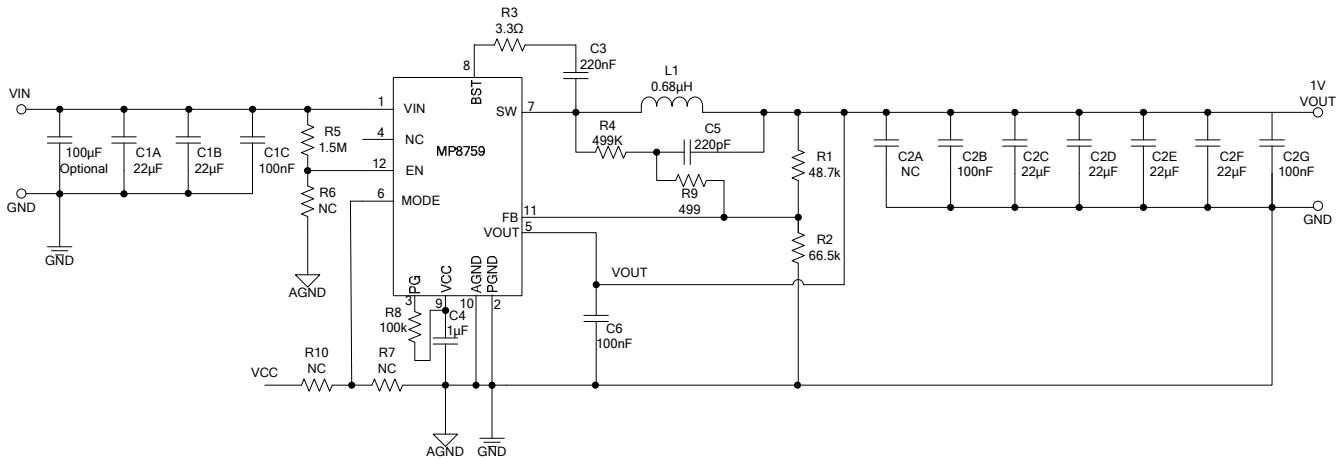 R3
3.3Ω
C3
220nF
8
BST
L1
0.68μH
VIN
1
VIN
SW
7
1V
VOUT
R5
1.5M
4
NC
MP8759
R4
499K
C5
220pF
100μF
Optional
C1A
22μF
C1B
22μF
C1C
100nF
12
EN
R1
48.7k
C2A
NC
C2B
100nF
C2C
22μF
C2D
22μF
C2E
22μF
C2F
22μF
C2G
100nF
R6
NC
6
MODE
R9
499
GND
GND
FB
11
VOUT
5
R2
66.5k
GND
AGND
PG
VCC
AGND
PGND
VOUT
3
9
10
2
R8
100k
C4
1μF
C6
100nF
R10
NC
R7
NC
VCC
AGND
GND